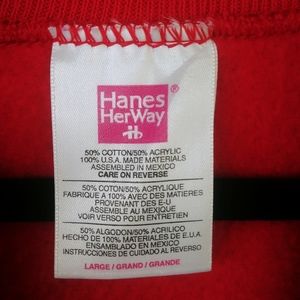 Hanes
HerWay
®
50% COTTON/50% ACRYLIC
100% U.S.A. MADE MATERIALS
ASSEMBLED IN MEXICO
CARE ON REVERSE
50% COTON/50% ACRYLIQUE
FABRIQUE A 100% AVEC DES MATIERES
PROVENANT DES E-U
ASSEMBLE AU MEXIQUE
VOIR VERSO POUR ENTRETIEN
50% ALGODON/50% ACRILICO
HECHO DE 100% MATERIALES DE E.U.A.
ENSAMBLADO EN MEXICO
INSTRUCCIONES DE CUIDADO AL REVERSO
LARGE / GRAND / GRANDE